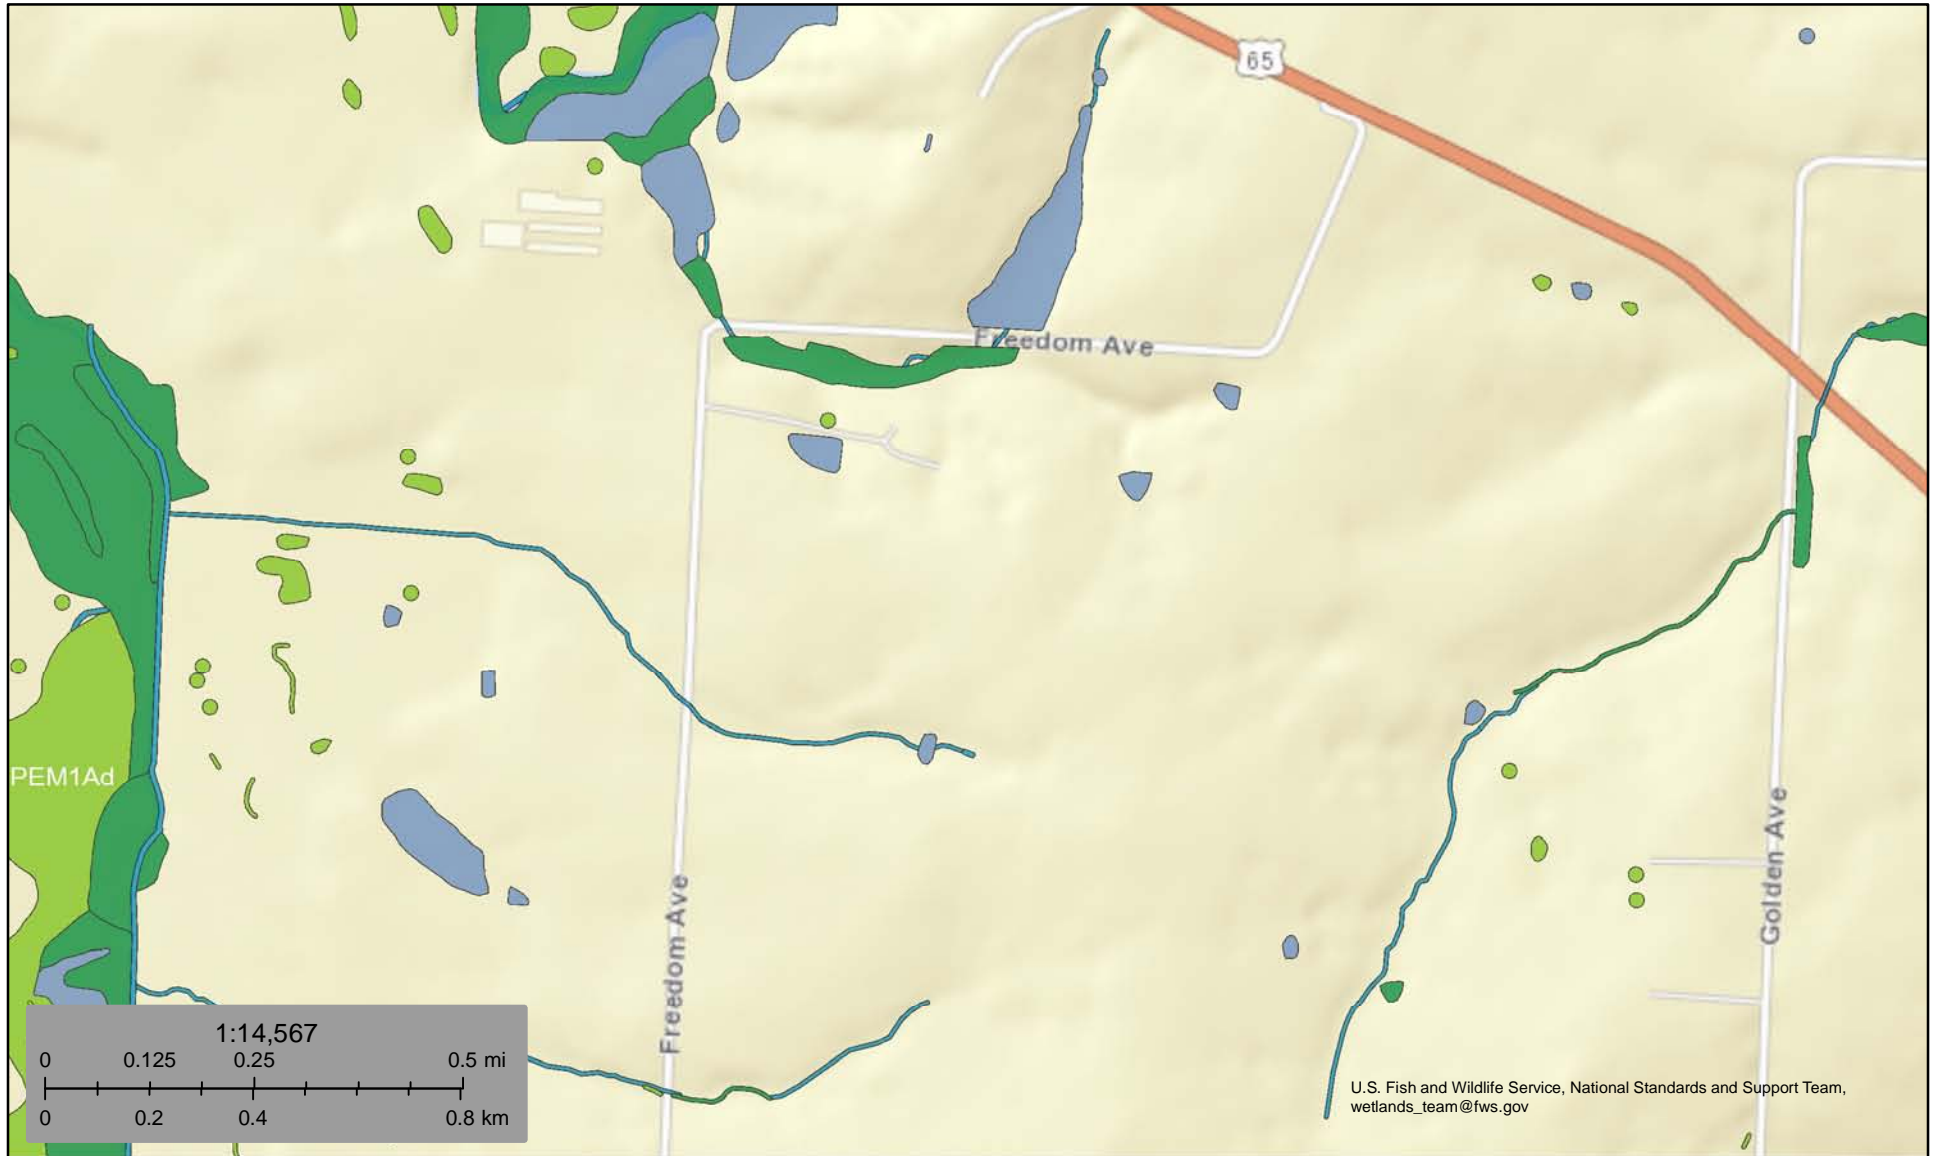 65
Freedom Ave
PEM1Ad
Golden Ave
Freedom Ave
1:14,567
0 0.125 0.25 0.5 mi
0 0.2 0.4 0.8 km
U.S. Fish and Wildlife Service, National Standards and Support Team,
wetlands_team@fws.gov